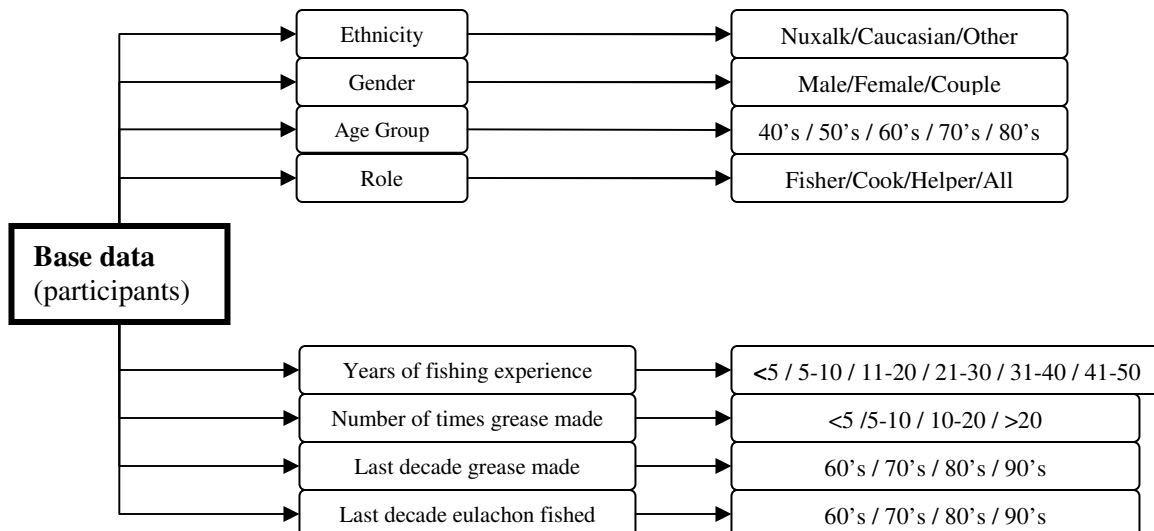 Ethnicity
Nuxalk/Caucasian/Other
Gender
Male/Female/Couple
Age Group
40's / 50's / 60's / 70's / 80's
Role
Fisher/Cook/Helper/All
Base data
(participants)
Years of fishing experience
<5 / 5-10 / 11-20 / 21-30 / 31-40 / 41-50
Number of times grease made
<5 /5-10 / 10-20 / >20
Last decade grease made
60's / 70's / 80's / 90's
Last decade eulachon fished
60's / 70's / 80's / 90's